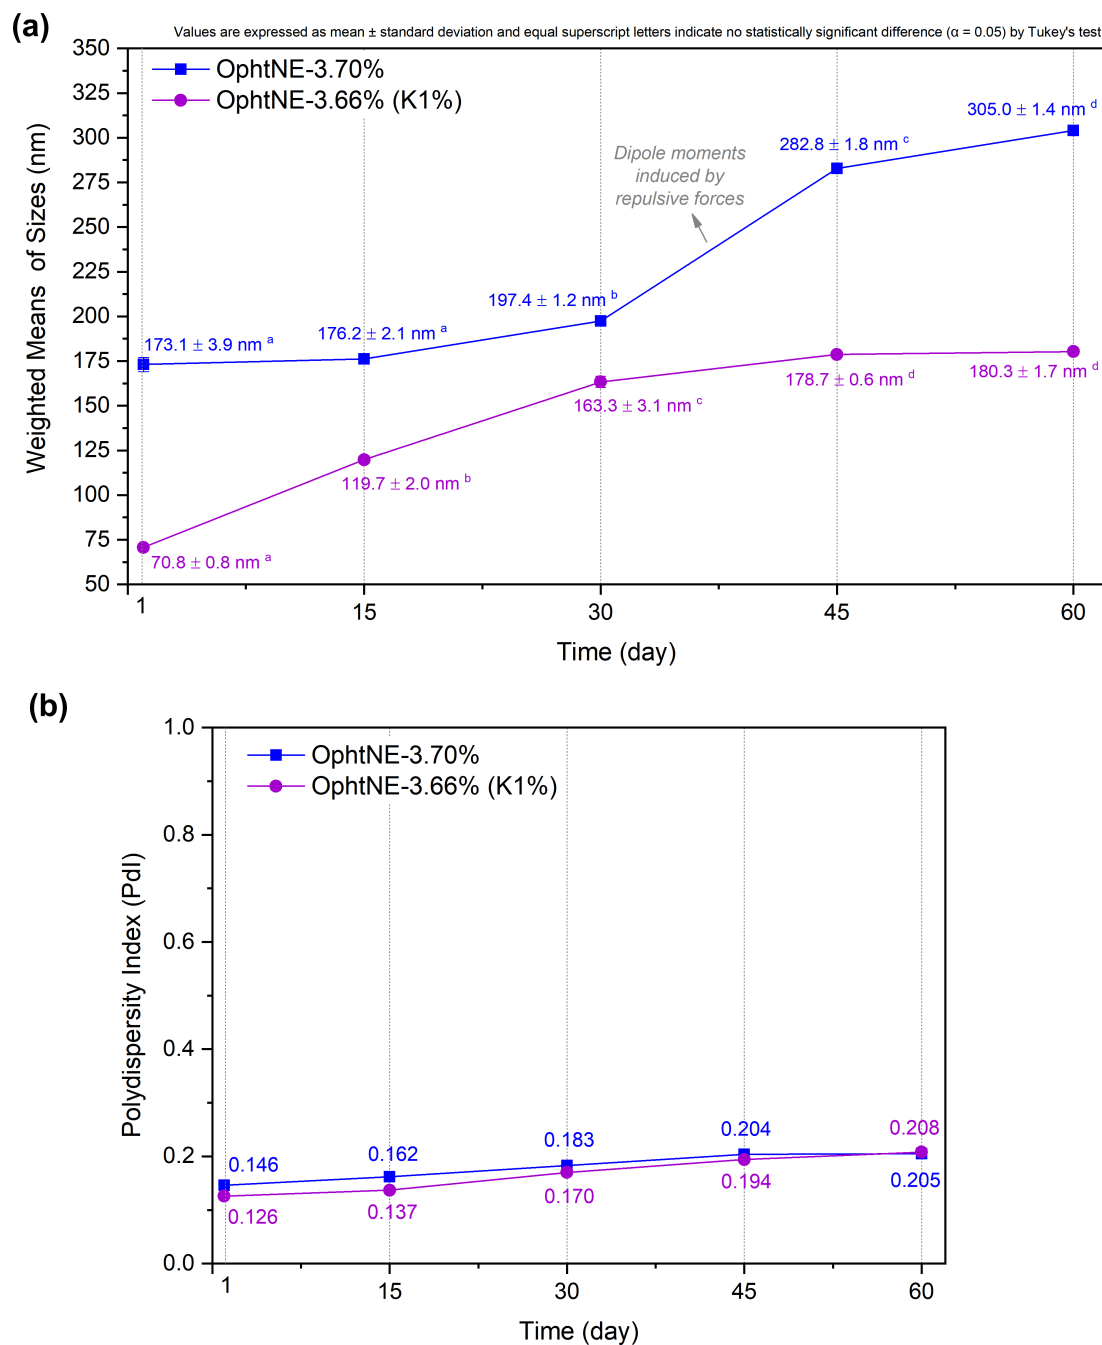 (a)
Values are expressed as mean ± standard deviation and equal superscript letters indicate no statistically significant difference (α = 0.05) by Tukey's test
OphtNE-3.70%
OphtNE-3.66% (K1%)
Weighted Means of Sizes (nm)
350
325
300
275
250
225
200
175
150
125
100
75
50
305.0 ± 1.4 nm d
282.8 ± 1.8 nm c
Dipole moments
induced by
repulsive forces
197.4 ± 1.2 nm b
176.2 ± 2.1 nm a
173.1 ± 3.9 nm a
180.3 ± 1.7 nm d
178.7 ± 0.6 nm d
163.3 ± 3.1 nm c
119.7 ± 2.0 nm b
70.8 ± 0.8 nm a
1 15 30 45 60
Time (day)
(b)
OphtNE-3.70%
OphtNE-3.66% (K1%)
Polydispersity Index (PdI)
1.0
0.8
0.6
0.4
0.2
0.0
0.146 0.162 0.183 0.204 0.208
0.126 0.137 0.170 0.194 0.205
1 15 30 45 60
Time (day)